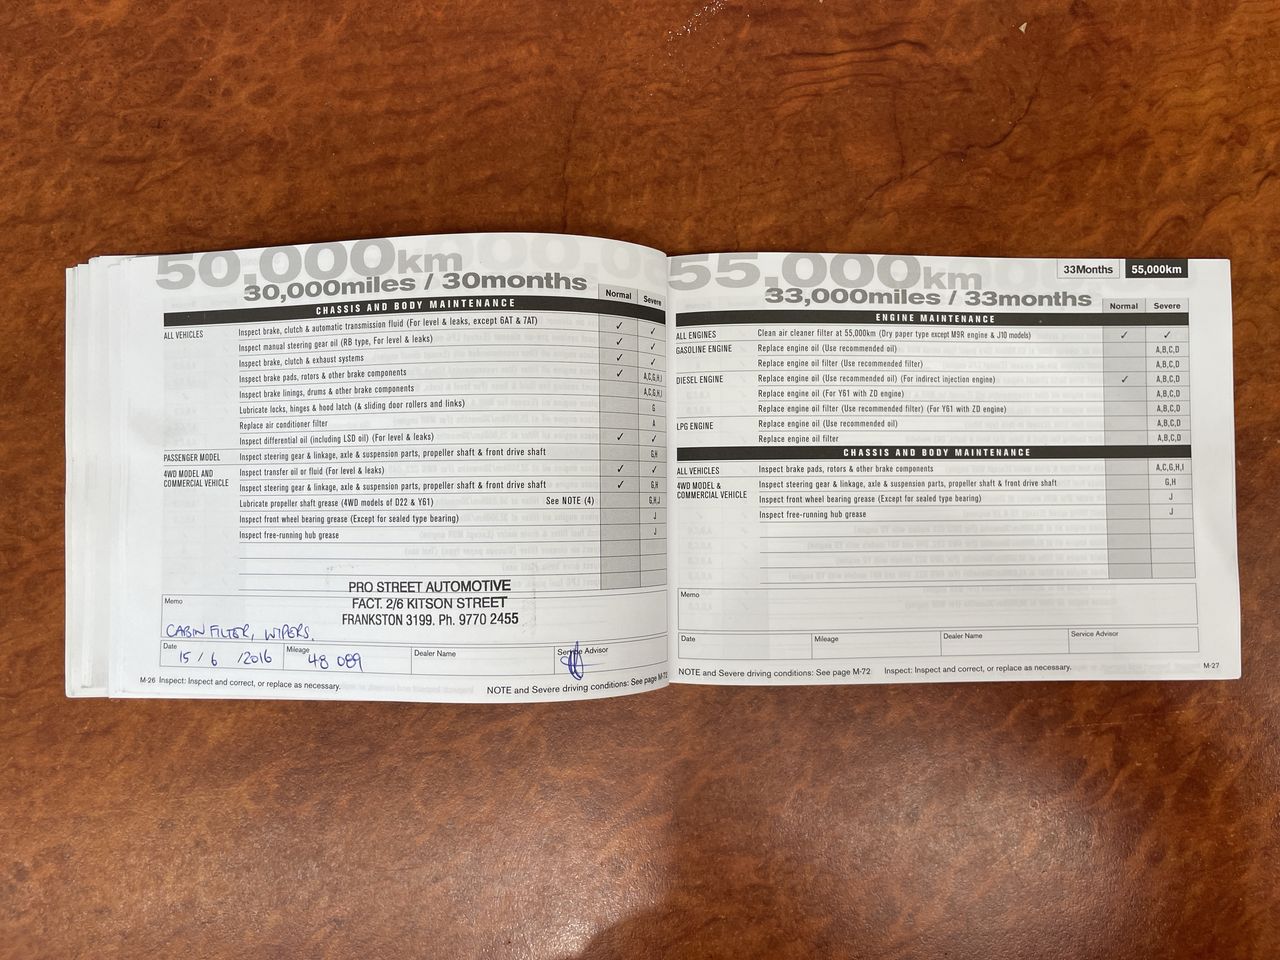 50,000km
30,000miles / 30months
Normal Severe
CHASSIS AND BODY MAINTENANCE
ALL VEHICLES Inspect brake, clutch & automatic transmission fluid (For level & leaks, except 6AT & 7AT) ✓ ✓
Inspect manual steering gear oil (RB type, For level & leaks) ✓ ✓
Inspect brake, clutch & exhaust systems ✓ ✓
Inspect brake pads, rotors & other brake components ✓ A,C,G,H,I
Inspect brake linings, drums & other brake components A,C,G,H,I
Lubricate locks, hinges & hood latch (& sliding door rollers and links) G
Replace air conditioner filter A
Inspect differential oil (including LSD oil) (For level & leaks) ✓ ✓
PASSENGER MODEL Inspect steering gear & linkage, axle & suspension parts, propeller shaft & front drive shaft G,H
4WD MODEL AND Inspect transfer oil or fluid (For level & leaks) ✓ ✓
COMMERCIAL VEHICLE Inspect steering gear & linkage, axle & suspension parts, propeller shaft & front drive shaft ✓ G,H
Lubricate propeller shaft grease (4WD models of D22 & Y61) See NOTE (4) G,H,J
Inspect front wheel bearing grease (Except for sealed type bearing) J
Inspect free-running hub grease J
PRO STREET AUTOMOTIVE
FACT. 2/6 KITSON STREET
FRANKSTON 3199. Ph. 9770 2455
Memo
CABIN FILTER, WIPERS.
Date 15 / 6 / 2016 Mileage 48 089 Dealer Name Service Advisor
M-26 Inspect: Inspect and correct, or replace as necessary. NOTE and Severe driving conditions: See page M-72
55,000km
33,000miles / 33months
33Months 55,000km
Normal Severe
ENGINE MAINTENANCE
ALL ENGINES Clean air cleaner filter at 55,000km (Dry paper type except M9R engine & J10 models) ✓ ✓
GASOLINE ENGINE Replace engine oil (Use recommended oil) A,B,C,D
Replace engine oil filter (Use recommended filter) A,B,C,D
DIESEL ENGINE Replace engine oil (Use recommended oil) (For indirect injection engine) ✓ A,B,C,D
Replace engine oil (For Y61 with ZD engine) A,B,C,D
Replace engine oil filter (Use recommended filter) (For Y61 with ZD engine) A,B,C,D
LPG ENGINE Replace engine oil (Use recommended oil) A,B,C,D
Replace engine oil filter A,B,C,D
CHASSIS AND BODY MAINTENANCE
ALL VEHICLES Inspect brake pads, rotors & other brake components A,C,G,H,I
4WD MODEL & Inspect steering gear & linkage, axle & suspension parts, propeller shaft & front drive shaft G,H
COMMERCIAL VEHICLE Inspect front wheel bearing grease (Except for sealed type bearing) J
Inspect free-running hub grease J
Memo
Date Mileage Dealer Name Service Advisor
NOTE and Severe driving conditions: See page M-72 Inspect: Inspect and correct, or replace as necessary. M-27